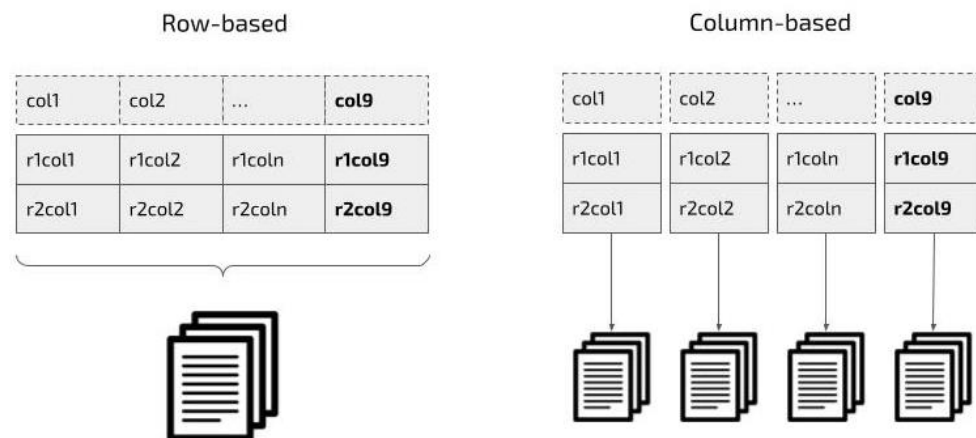 Row-based
col1 col2 ... col9
r1col1 r1col2 r1coln r1col9
r2col1 r2col2 r2coln r2col9
Column-based
col1 col2 ... col9
r1col1 r1col2 r1coln r1col9
r2col1 r2col2 r2coln r2col9